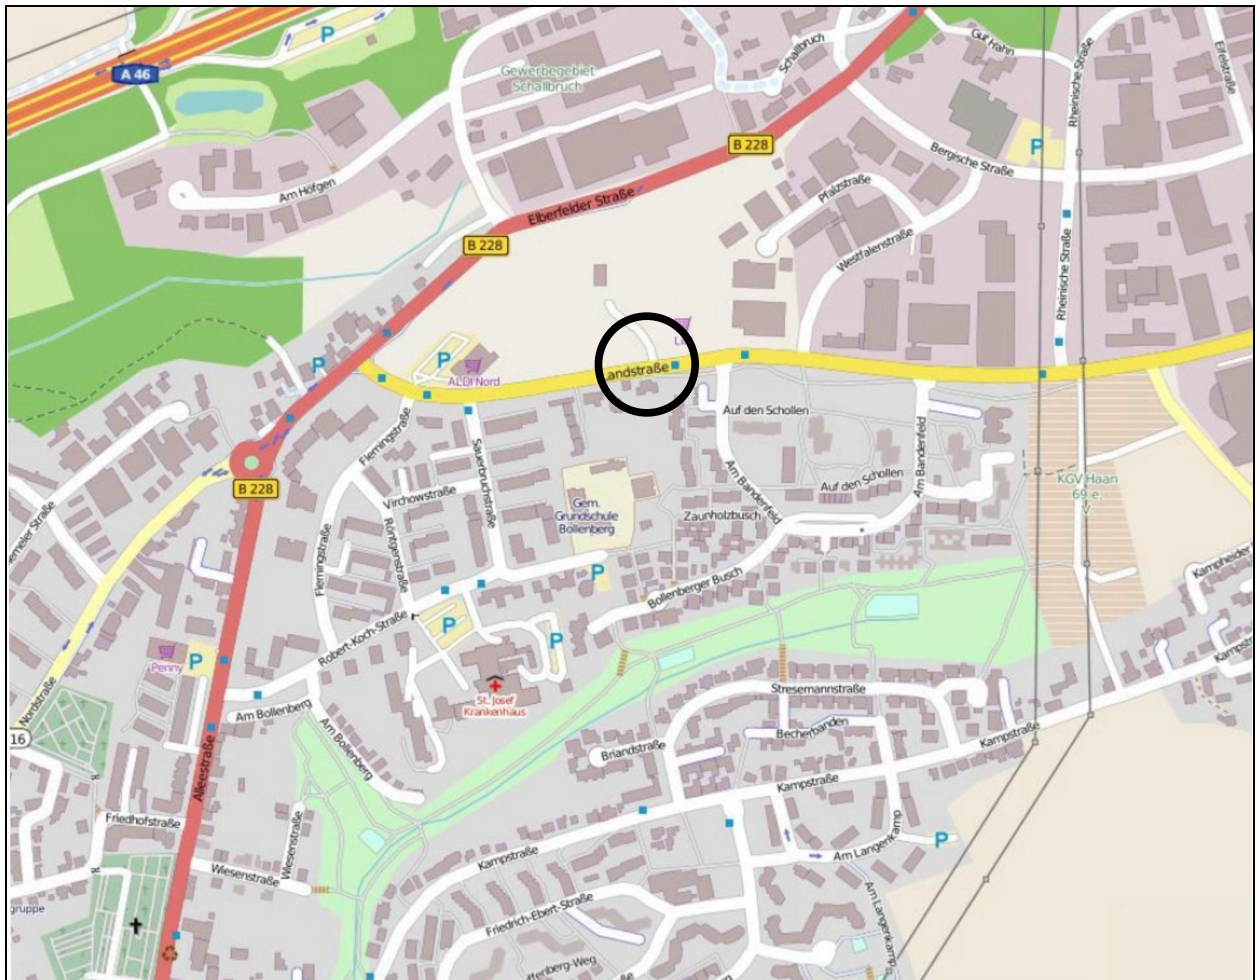 A 46
P
Gewerbegebiet
Schallbruch
Schallbruch
Gut Hahn
Rheinische Straße
Eifelstraße
B 228
P
Bergische Straße
Am Höfgen
Elberfelder Straße
Pfalzstraße
B 228
Westfalenstraße
Rheinische Straße
Rheinische Straße
P
P
ALDI Nord
Landstraße
Auf den Schollen
Flemingstraße
Sauerbruchstraße
Am Bandenfeld
Am Bandenfeld
Auf den Schollen
KGV Haan
69 e.
V
B 228
Virchowstraße
Gem.
Grundschule
Bollenberg
Zaunholzbusch
Röntgenstraße
Flemingstraße
P
Bollenberger Busch
Kampheider
Robert-Koch-Straße
P
P
Penny
P
St. Josef
Krankenhaus
Stresemannstraße
Nordstraße
Am Bollenberg
Am Bollenberg
Becherbanden
Kampstraße
Briandstraße
16
Alleestraße
Kampstraße
Friedhofstraße
Wiesenstraße
Kampstraße
Am Langenkamp
P
Wiesenstraße
Am Langenkamp
Friedrich-Ebert-Straße
gruppe